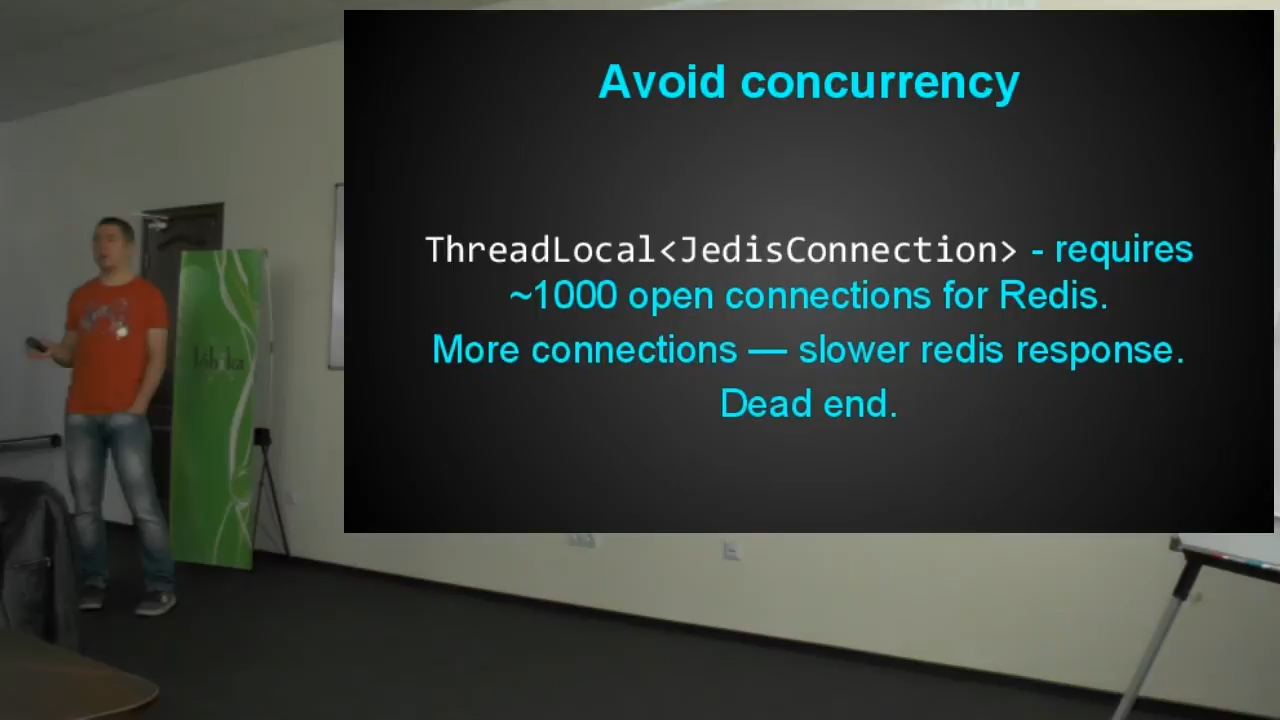 Avoid concurrency
ThreadLocal<JedisConnection> - requires
~1000 open connections for Redis.
More connections — slower redis response.
Dead end.